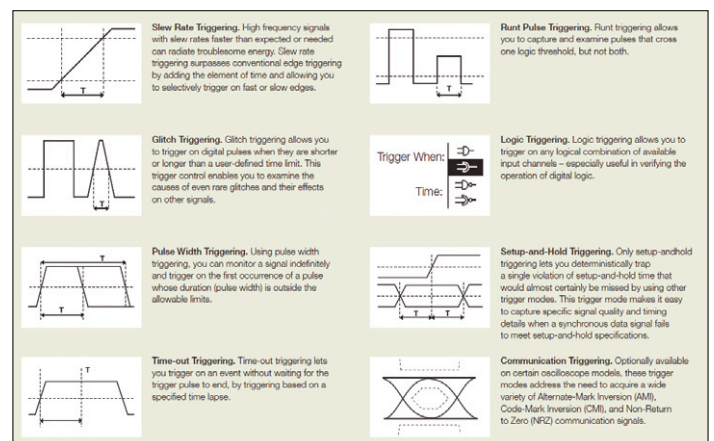 Slew Rate Triggering. High frequency signals
with slew rates faster than expected or needed
can radiate troublesome energy. Slew rate
triggering surpasses conventional edge triggering
by adding the element of time and allowing you
to selectively trigger on fast or slow edges.
T
Glitch Triggering. Glitch triggering allows you
to trigger on digital pulses when they are shorter
or longer than a user-defined time limit. This
trigger control enables you to examine the
causes of even rare glitches and their effects
on other signals.
T
Pulse Width Triggering. Using pulse width
triggering, you can monitor a signal indefinitely
and trigger on the first occurrence of a pulse
whose duration (pulse width) is outside the
allowable limits.
T
T
Time-out Triggering. Time-out triggering lets
you trigger on an event without waiting for the
trigger pulse to end, by triggering based on a
specified time lapse.
T
Runt Pulse Triggering. Runt triggering allows
you to capture and examine pulses that cross
one logic threshold, but not both.
T
Trigger When:
Time:
Logic Triggering. Logic triggering allows you to
trigger on any logical combination of available
input channels – especially useful in verifying the
operation of digital logic.
Setup-and-Hold Triggering. Only setup-andhold
triggering lets you deterministically trap
a single violation of setup-and-hold time that
would almost certainly be missed by using other
trigger modes. This trigger mode makes it easy
to capture specific signal quality and timing
details when a synchronous data signal fails
to meet setup-and-hold specifications.
T T
Communication Triggering. Optionally available
on certain oscilloscope models, these trigger
modes address the need to acquire a wide
variety of Alternate-Mark Inversion (AMI),
Code-Mark Inversion (CMI), and Non-Return
to Zero (NRZ) communication signals.